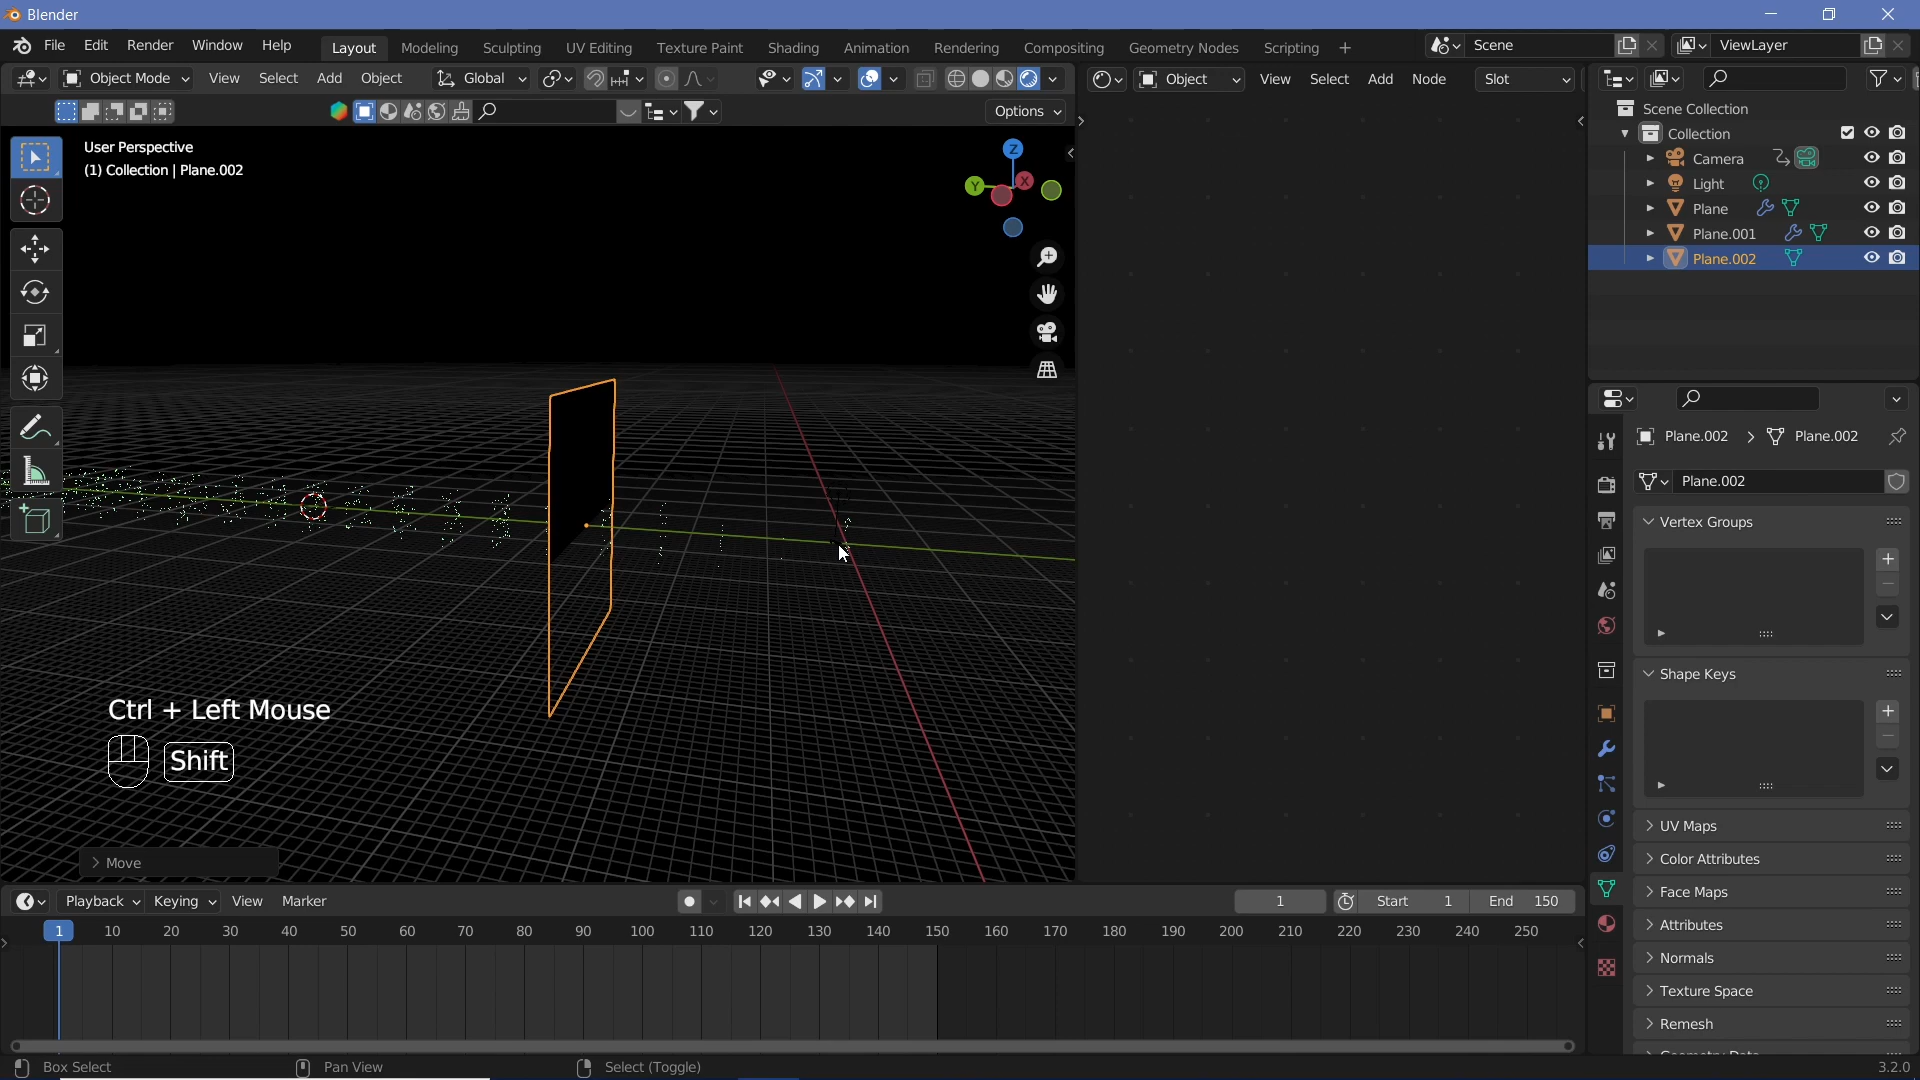 Blender
File Edit Render Window Help
Layout Modeling Sculpting UV Editing Texture Paint Shading Animation Rendering Compositing Geometry Nodes Scripting +
Scene
ViewLayer
Object Mode View Select Add Object Global
Object View Select Add Node Slot
Options
User Perspective
(1) Collection | Plane.002
Z
Y
X
Scene Collection
Collection
Camera
Light
Plane
Plane.001
Plane.002
Plane.002 > Plane.002
Plane.002
Vertex Groups
Shape Keys
UV Maps
Color Attributes
Face Maps
Attributes
Normals
Texture Space
Remesh
Ctrl + Left Mouse
Shift
> Move
Playback Keying View Marker
1 Start 1 End 150
1 10 20 30 40 50 60 70 80 90 100 110 120 130 140 150 160 170 180 190 200 210 220 230 240 250
Box Select Pan View Select (Toggle) 3.2.0